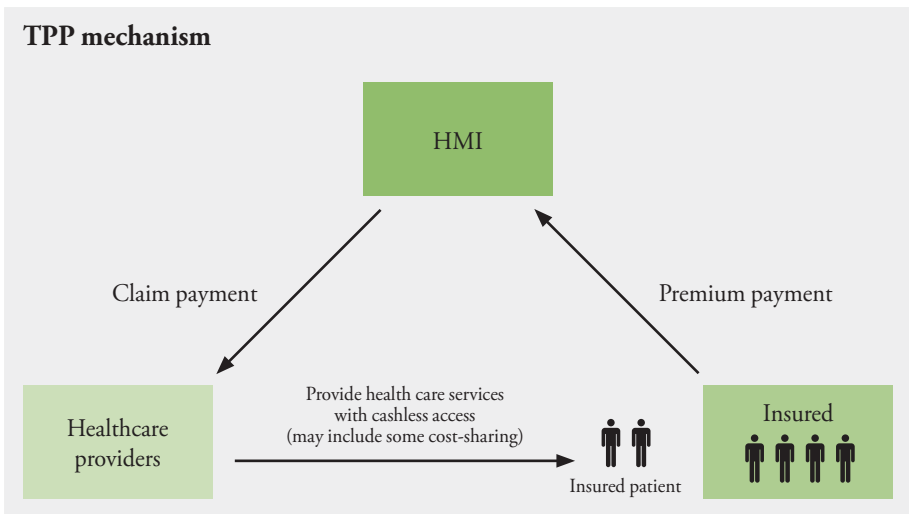 TPP mechanism
HMI
Claim payment
Premium payment
Provide health care services
with cashless access
(may include some cost-sharing)
Healthcare
providers
Insured
Insured patient